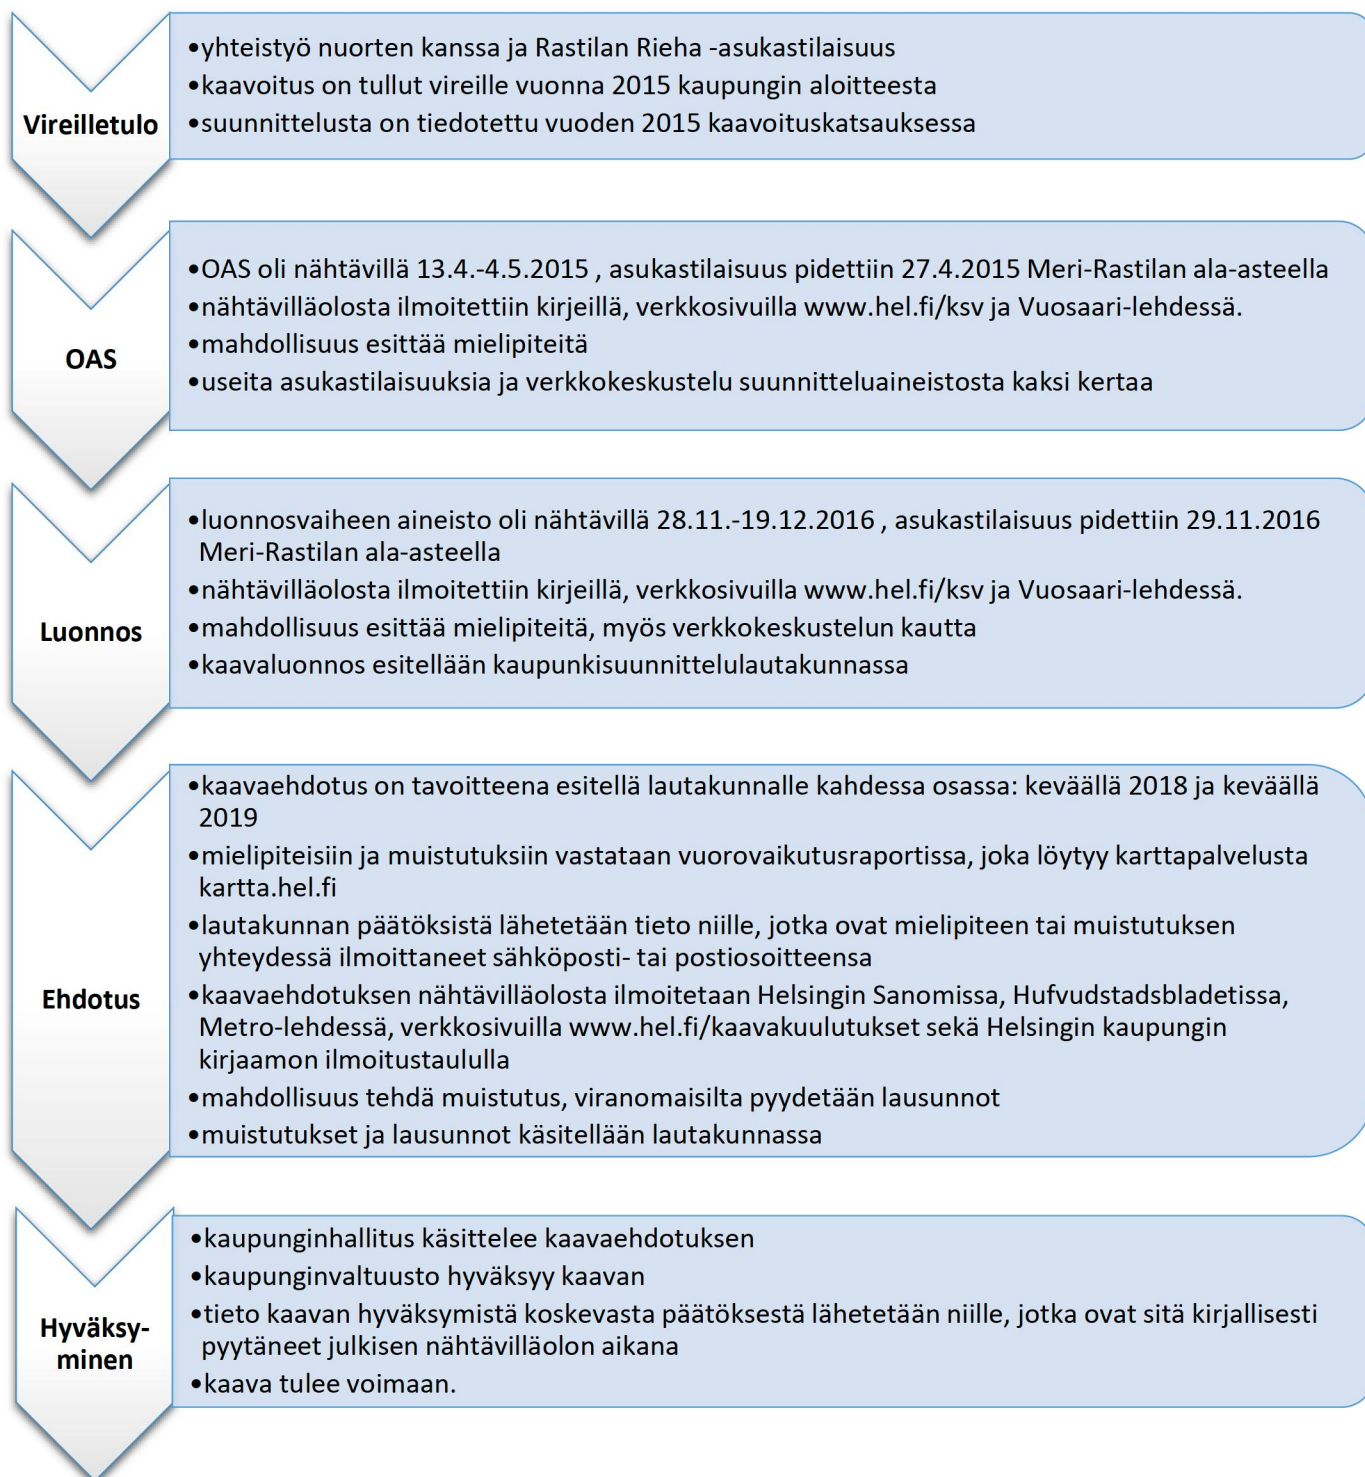 Vireilletulo
•yhteistyö nuorten kanssa ja Rastilan Rieha -asukastilaisuus
•kaavoitus on tullut vireille vuonna 2015 kaupungin aloitteesta
•suunnittelusta on tiedotettu vuoden 2015 kaavoituskatsauksessa
OAS
•OAS oli nähtävillä 13.4.-4.5.2015 , asukastilaisuus pidettiin 27.4.2015 Meri-Rastilan ala-asteella
•nähtävilläolosta ilmoitettiin kirjeillä, verkkosivuilla www.hel.fi/ksv ja Vuosaari-lehdessä.
•mahdollisuus esittää mielipiteitä
•useita asukastilaisuuksia ja verkkokeskustelu suunnitteluaineistosta kaksi kertaa
Luonnos
•luonnosvaiheen aineisto oli nähtävillä 28.11.-19.12.2016 , asukastilaisuus pidettiin 29.11.2016
Meri-Rastilan ala-asteella
•nähtävilläolosta ilmoitettiin kirjeillä, verkkosivuilla www.hel.fi/ksv ja Vuosaari-lehdessä.
•mahdollisuus esittää mielipiteitä, myös verkkokeskustelun kautta
•kaavaluonnos esitellään kaupunkisuunnittelulautakunnassa
Ehdotus
•kaavaehdotus on tavoitteena esitellä lautakunnalle kahdessa osassa: keväällä 2018 ja keväällä
2019
•mielipiteisiin ja muistutuksiin vastataan vuorovaikutusraportissa, joka löytyy karttapalvelusta
kartta.hel.fi
•lautakunnan päätöksistä lähetetään tieto niille, jotka ovat mielipiteen tai muistutuksen
yhteydessä ilmoittaneet sähköposti- tai postiosoitteensa
•kaavaehdotuksen nähtävilläolosta ilmoitetaan Helsingin Sanomissa, Hufvudstadsbladetissa,
Metro-lehdessä, verkkosivuilla www.hel.fi/kaavakuulutukset sekä Helsingin kaupungin
kirjaamon ilmoitustaululla
•mahdollisuus tehdä muistutus, viranomaisilta pyydetään lausunnot
•muistutukset ja lausunnot käsitellään lautakunnassa
Hyväksy-
minen
•kaupunginhallitus käsittelee kaavaehdotuksen
•kaupunginvaltuusto hyväksyy kaavan
•tieto kaavan hyväksymistä koskevasta päätöksestä lähetetään niille, jotka ovat sitä kirjallisesti
pyytäneet julkisen nähtävilläolon aikana
•kaava tulee voimaan.